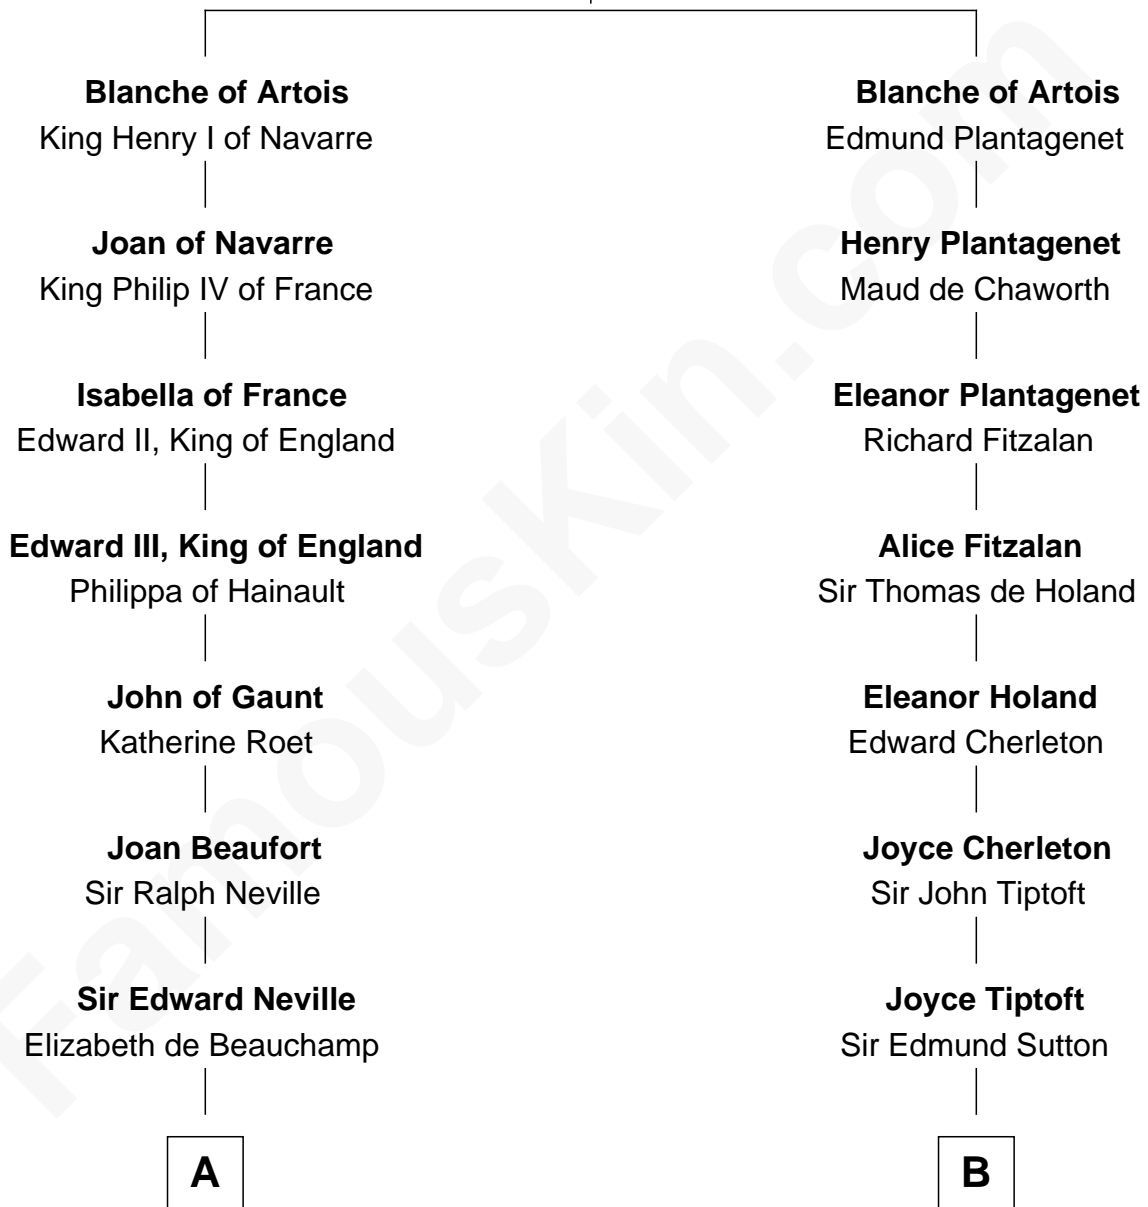 Blanche of Artois
King Henry I of Navarre
Joan of Navarre
King Philip IV of France
Isabella of France
Edward II, King of England
Edward III, King of England
Philippa of Hainault
John of Gaunt
Katherine Roet
Joan Beaufort
Sir Ralph Neville
Sir Edward Neville
Elizabeth de Beauchamp
A
Blanche of Artois
Edmund Plantagenet
Henry Plantagenet
Maud de Chaworth
Eleanor Plantagenet
Richard Fitzalan
Alice Fitzalan
Sir Thomas de Holand
Eleanor Holand
Edward Cherleton
Joyce Cherleton
Sir John Tiptoft
Joyce Tiptoft
Sir Edmund Sutton
B
FamousKin.com